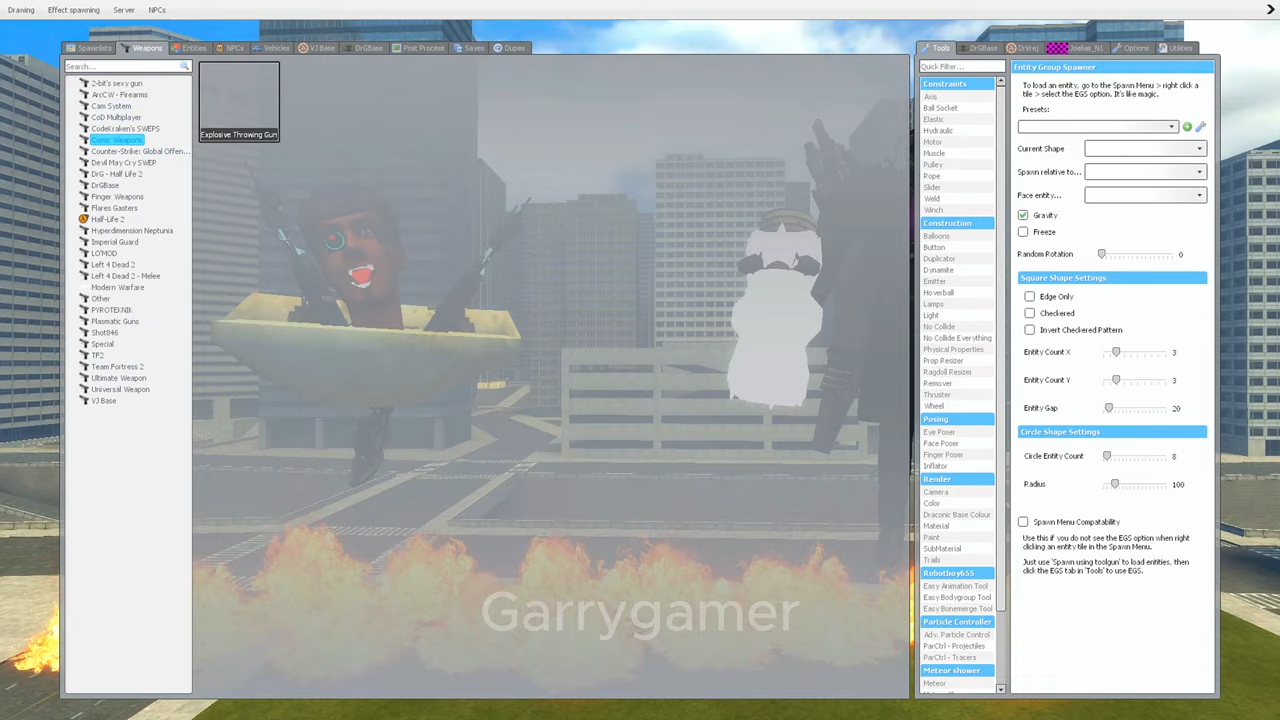 Drawing Effect spawning Server NPCs
Spawnlists Weapons Entities NPCs Vehicles VJ Base DrGBase Post Process Saves Dupes
Search...
2-bit's sexy gun
ArcCW - Firearms
Cam System
CoD Multiplayer
CodeKraken's SWEPS
Comic Weapons
Counter-Strike: Global Offen...
Devil May Cry SWEP
DrG - Half Life 2
DrGBase
Finger Weapons
Flares Gasters
Half-Life 2
Hyperdimension Neptunia
Imperial Guard
LO'MOD
Left 4 Dead 2
Left 4 Dead 2 - Melee
Modern Warfare
Other
PYROTEKNIK
Plasmatic Guns
Shot846
Special
TF2
Team Fortress 2
Ultimate Weapon
Universal Weapon
VJ Base
Explosive Throwing Gun
Garrygamer
Tools DrGBase DrVrej Joelias_N1 Options Utilities
Quick Filter...
Constraints
Axis
Ball Socket
Elastic
Hydraulic
Motor
Muscle
Pulley
Rope
Slider
Weld
Winch
Construction
Balloons
Button
Duplicator
Dynamite
Emitter
Hoverball
Lamps
Light
No Collide
No Collide Everything
Physical Properties
Prop Resizer
Ragdoll Resizer
Remover
Thruster
Wheel
Posing
Eye Poser
Face Poser
Finger Poser
Inflator
Render
Camera
Color
Draconic Base Colour
Material
Paint
SubMaterial
Trails
Robotboy655
Easy Animation Tool
Easy Bodygroup Tool
Easy Bonemerge Tool
Particle Controller
Adv. Particle Control
ParCtrl - Projectiles
ParCtrl - Tracers
Meteor shower
Meteor
Entity Group Spawner
To load an entity, go to the Spawn Menu > right click a
tile > select the EGS option. It's like magic.
Presets:
Current Shape
Spawn relative to...
Face entity...
Gravity
Freeze
Random Rotation 0
Square Shape Settings
Edge Only
Checkered
Invert Checkered Pattern
Entity Count X 3
Entity Count Y 3
Entity Gap 20
Circle Shape Settings
Circle Entity Count 8
Radius 100
Spawn Menu Compatability
Use this if you do not see the EGS option when right
clicking an entity tile in the Spawn Menu.
Just use 'Spawn using toolgun' to load entities, then
click the EGS tab in 'Tools' to use EGS.